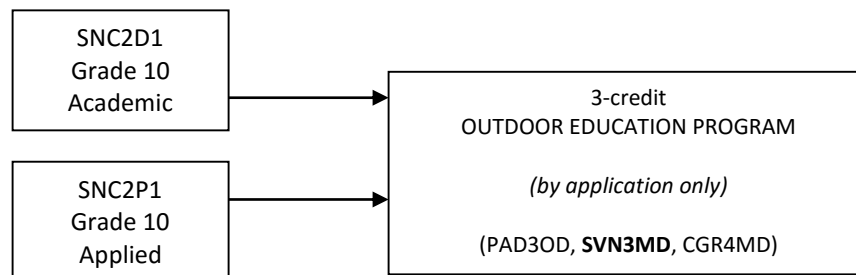 SNC2D1
Grade 10
Academic
SNC2P1
Grade 10
Applied
3-credit
OUTDOOR EDUCATION PROGRAM
(by application only)
(PAD3OD, SVN3MD, CGR4MD)